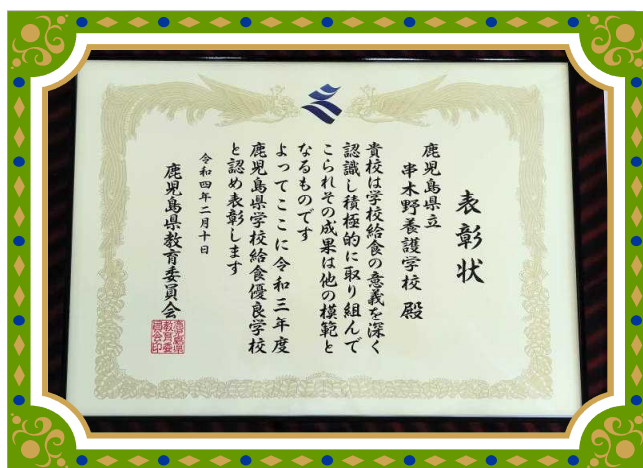 表彰状
鹿児島県立
串木野養護学校 殿
貴校は学校給食の意義を深く
認識し積極的に取り組んで
こられその成果は他の模範と
なるものです
よってここに令和三年度
鹿児島県学校給食優良学校
と認め表彰します
令和四年二月十日
鹿児島県教育委員会